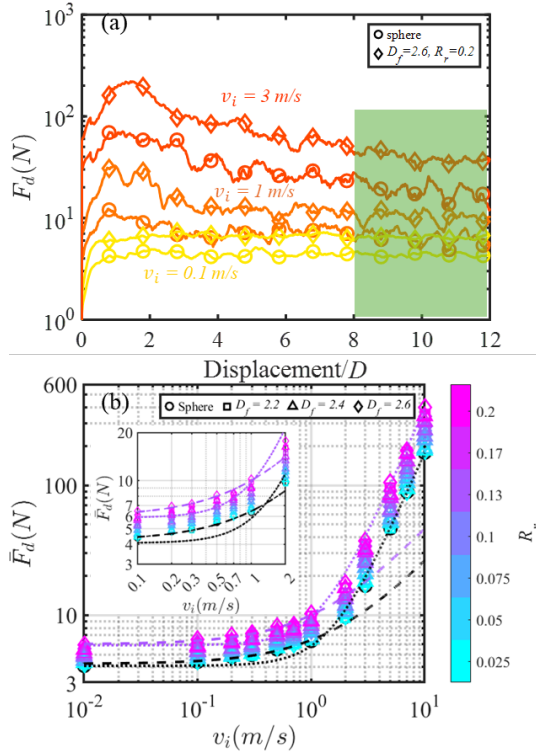 10^3
(a)
sphere
D_f=2.6, R_r=0.2
v_i = 3 m/s
10^2
F_d(N)
v_i = 1 m/s
10^1
v_i = 0.1 m/s
10^0
0 2 4 6 8 10 12
Displacement/D
600
(b)
Sphere D_f = 2.2 D_f = 2.4 D_f = 2.6
20
10
7
6
5
4
3
F̄_d(N)
0.1 0.2 0.3 0.5 0.7 1 2
v_i(m/s)
100
F̄_d(N)
10
3
10^-2 10^-1 10^0 10^1
v_i(m/s)
0.2
0.17
0.13
0.1
0.075
0.05
0.025
R_r